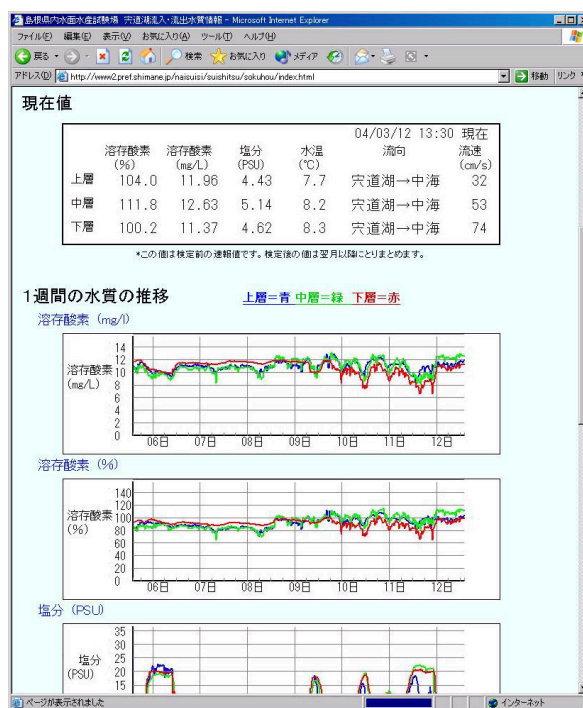 島根県内水面水産試験場 宍道湖流入・流出水質情報 - Microsoft Internet Explorer
ファイル(F) 編集(E) 表示(V) お気に入り(A) ツール(T) ヘルプ(H)
戻る 検索 お気に入り メディア
アドレス(D) http://www2.pref.shimane.jp/naisuisi/suishitsu/sokuhou/index.html 移動 リンク
現在値
04/03/12 13:30 現在
溶存酸素 溶存酸素 塩分 水温 流向 流速
(%) (mg/L) (PSU) (℃) (cm/s)
上層 104.0 11.96 4.43 7.7 宍道湖→中海 32
中層 111.8 12.63 5.14 8.2 宍道湖→中海 53
下層 100.2 11.37 4.62 8.3 宍道湖→中海 74
*この値は検定前の速報値です。検定後の値は翌月以降にとりまとめます。
1週間の水質の推移 上層=青 中層=緑 下層=赤
溶存酸素 (mg/l)
14
12
溶存酸素 10
(mg/L) 8
6
4
2
0
06日 07日 08日 09日 10日 11日 12日
溶存酸素 (%)
140
120
溶存酸素 100
(%) 80
60
40
20
0
06日 07日 08日 09日 10日 11日 12日
塩分 (PSU)
35
30
塩分 25
(PSU) 20
15
ページが表示されました インターネット